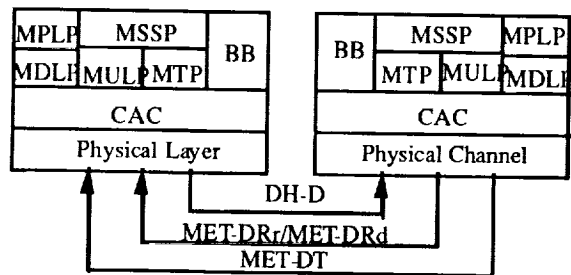 MPLP MSSP BB
MDLP MULP MTP
CAC
Physical Layer
BB MSSP MPLP
MTP MULP MDLP
CAC
Physical Channel
DH-D
MET-DRr/MET-DRd
MET-DT